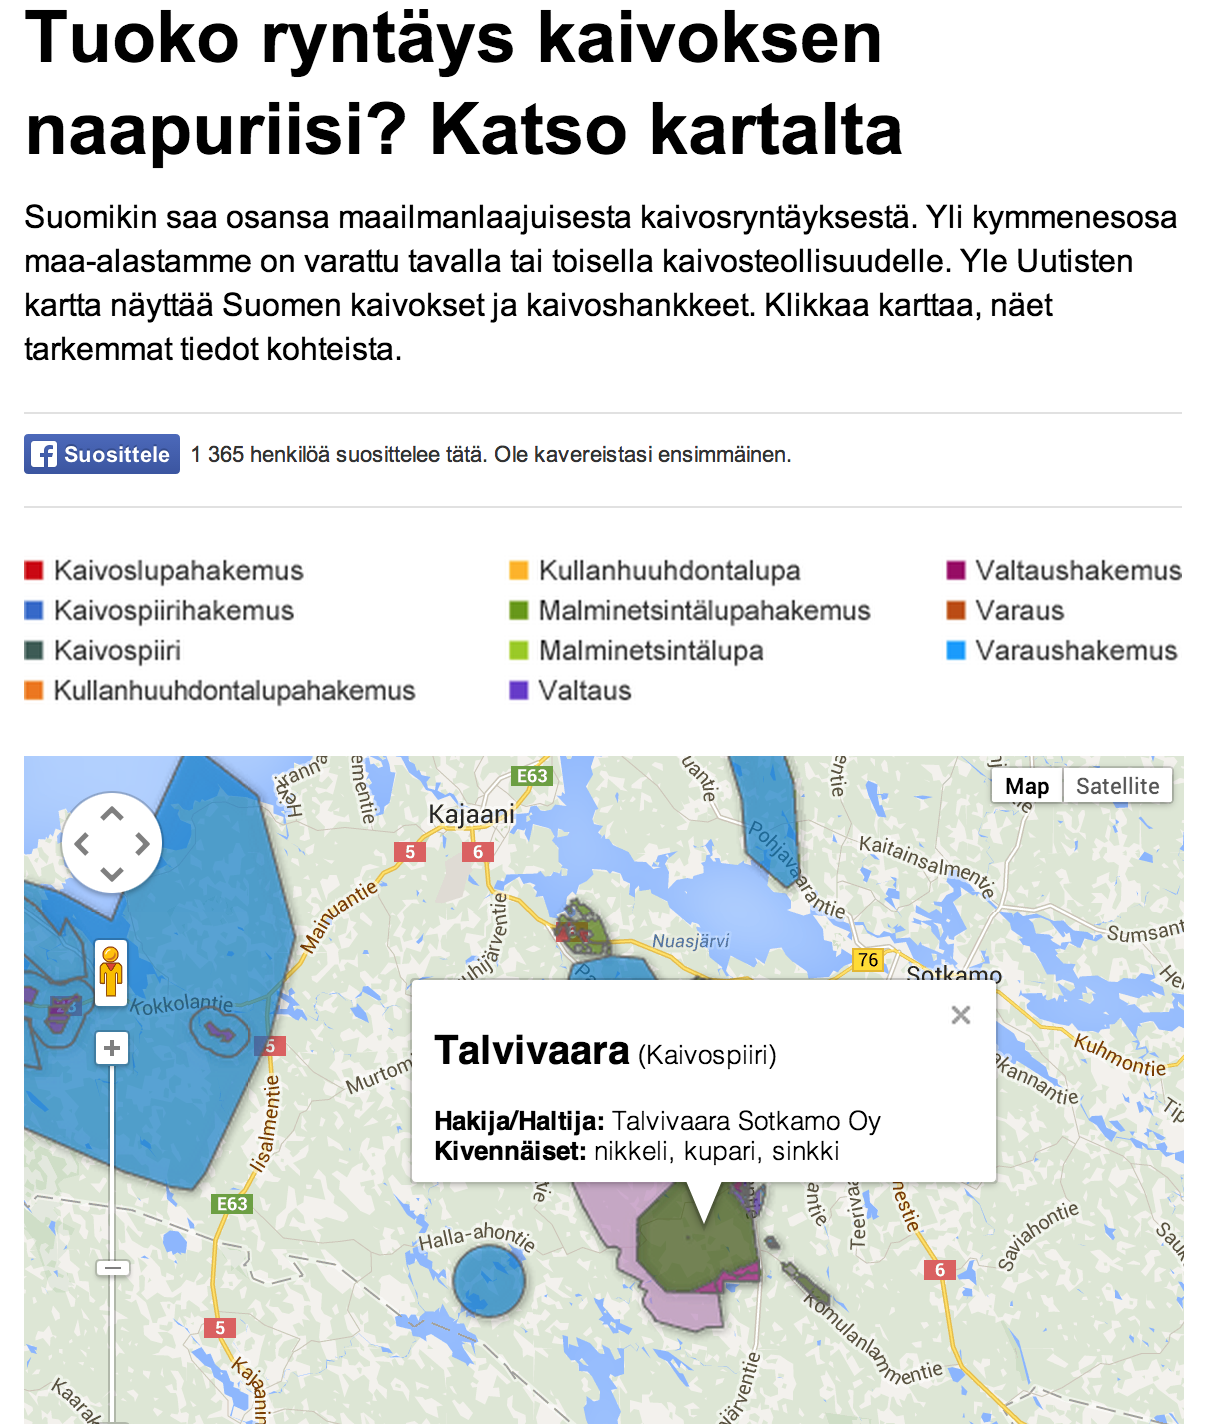 Tuoko ryntäys kaivoksen
naapuriisi? Katso kartalta
Suomikin saa osansa maailmanlaajuisesta kaivosryntäyksestä. Yli kymmenesosa
maa-alastamme on varattu tavalla tai toisella kaivosteollisuudelle. Yle Uutisten
kartta näyttää Suomen kaivokset ja kaivoshankkeet. Klikkaa karttaa, näet
tarkemmat tiedot kohteista.
Suosittele 1 365 henkilöä suosittelee tätä. Ole kavereistasi ensimmäinen.
Kaivoslupahakemus
Kaivospiirihakemus
Kaivospiiri
Kullanhuuhdontalupahakemus
Kullanhuuhdontalupa
Malminetsintälupahakemus
Malminetsintälupa
Valtaus
Valtaushakemus
Varaus
Varaushakemus
Map Satellite
E63
Kajaani
5
6
Mainuantie
Pohjavaarantie
Kaitainsalmentie
Nuasjärvi
76
Sotkamo
Kokkolantie
5
Kuhmontie
Talvivaara (Kaivospiiri)
Hakija/Haltija: Talvivaara Sotkamo Oy
Kivennäiset: nikkeli, kupari, sinkki
Iisalmentie
E63
Halla-ahontie
Saviahontie
6
5
Komulanlammentie